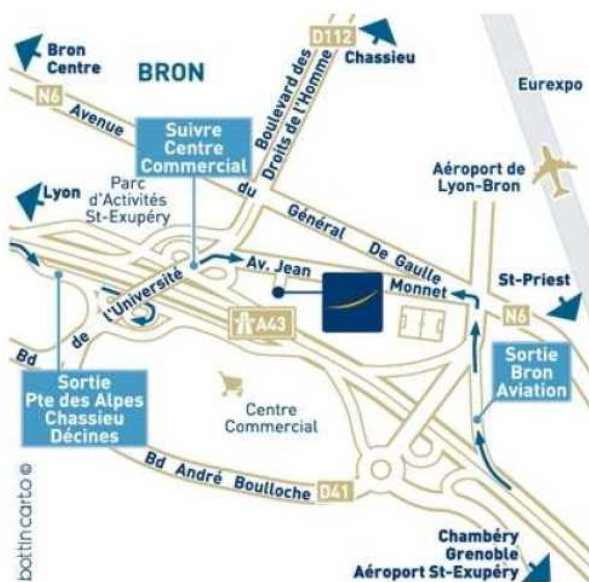 D112
Bron
Centre
Chassieu
BRON
Eurexpo
N6
Avenue
Boulevard des
Droits de l'Homme
Suivre
Centre
Commercial
du
Général
De Gaulle
Aéroport de
Lyon-Bron
Lyon
Parc
d'Activités
St-Exupéry
Av. Jean
Monnet
St-Priest
N6
Bd
de
l'Université
A43
Sortie
Pte des Alpes
Chassieu
Décines
Sortie
Bron
Aviation
Centre
Commercial
Bd André Boulloche
D41
Chambéry
Grenoble
Aéroport St-Exupéry
bottincarto ©